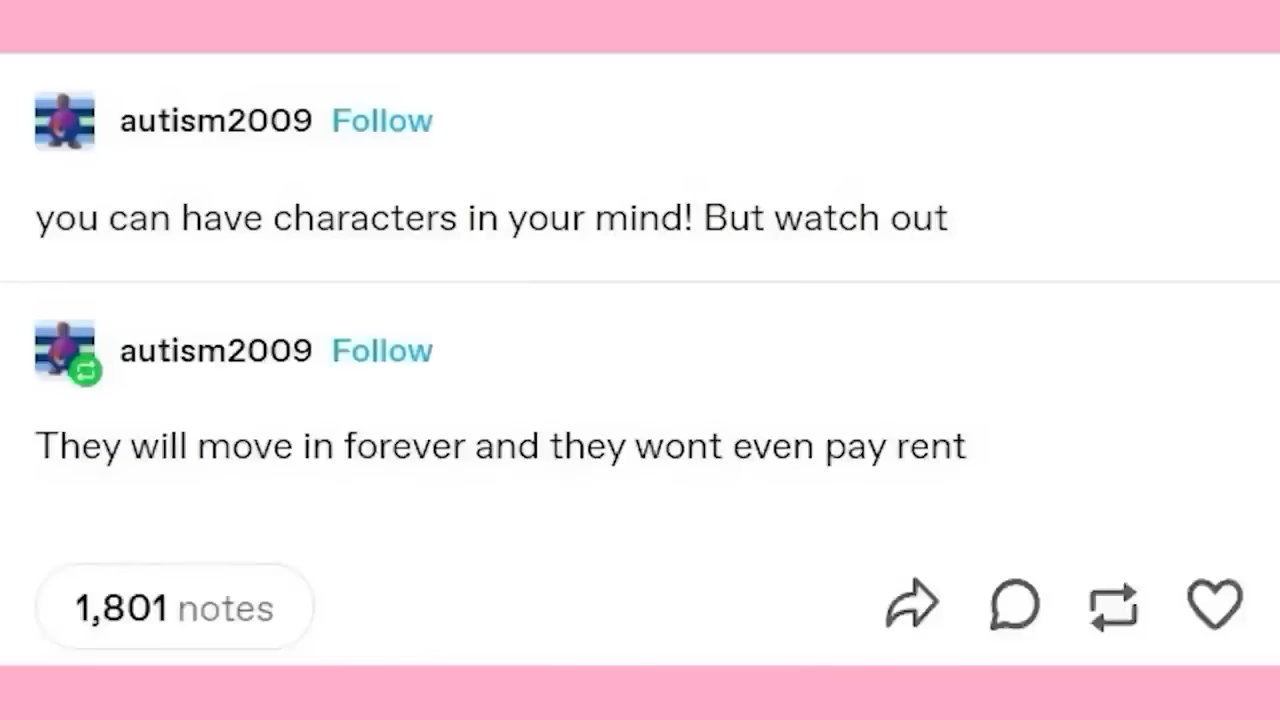 autism2009 Follow
you can have characters in your mind! But watch out
autism2009 Follow
They will move in forever and they wont even pay rent
1,801 notes